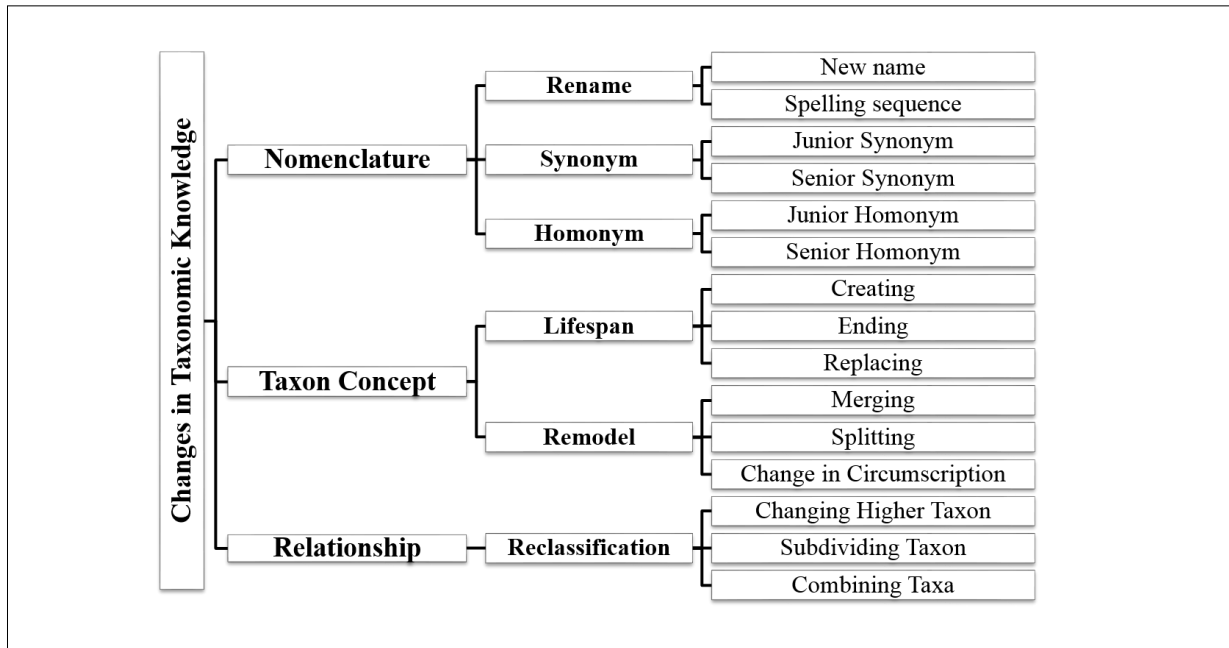 Changes in Taxonomic Knowledge
Nomenclature
Rename
New name
Spelling sequence
Synonym
Junior Synonym
Senior Synonym
Homonym
Junior Homonym
Senior Homonym
Taxon Concept
Lifespan
Creating
Ending
Replacing
Remodel
Merging
Splitting
Change in Circumscription
Relationship
Reclassification
Changing Higher Taxon
Subdividing Taxon
Combining Taxa